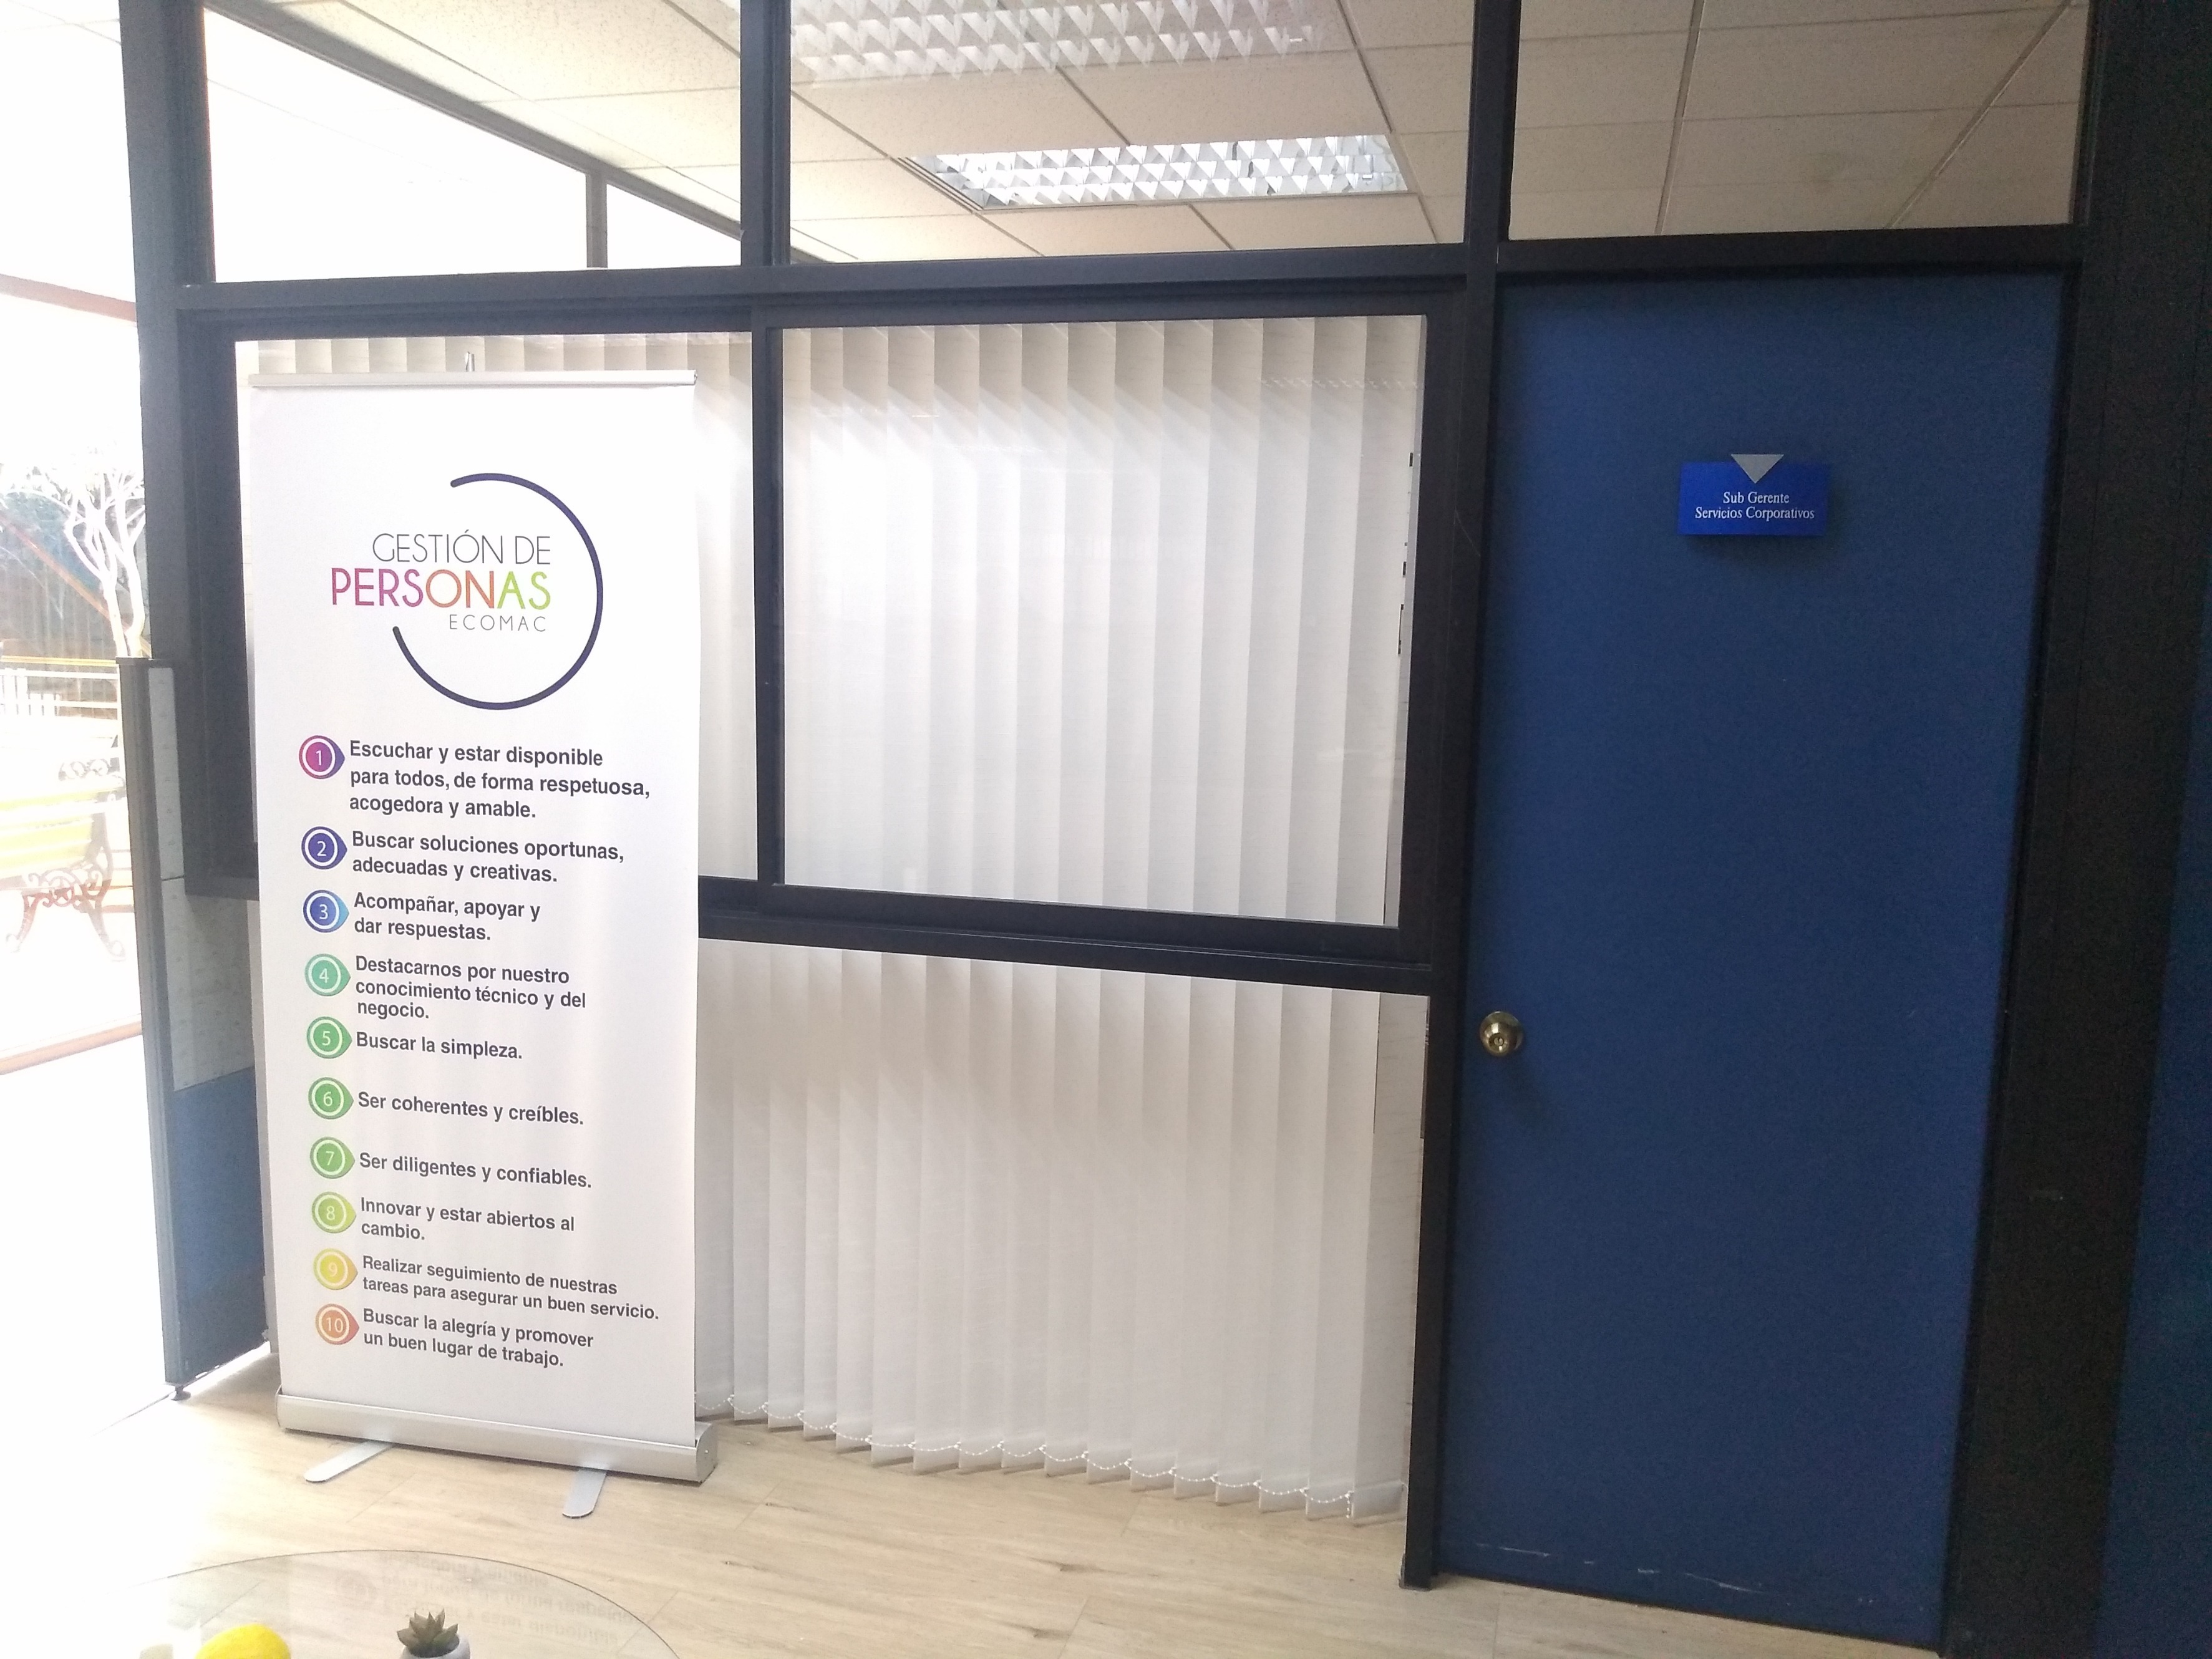 GESTIÓN DE
PERSONAS
ECOMAC
1 Escuchar y estar disponible
para todos, de forma respetuosa,
acogedora y amable.
2 Buscar soluciones oportunas,
adecuadas y creativas.
3 Acompañar, apoyar y
dar respuestas.
4 Destacarnos por nuestro
conocimiento técnico y del
negocio.
5 Buscar la simpleza.
6 Ser coherentes y creíbles.
7 Ser diligentes y confiables.
8 Innovar y estar abiertos al
cambio.
9 Realizar seguimiento de nuestras
tareas para asegurar un buen servicio.
10 Buscar la alegría y promover
un buen lugar de trabajo.
Sub Gerente
Servicios Corporativos